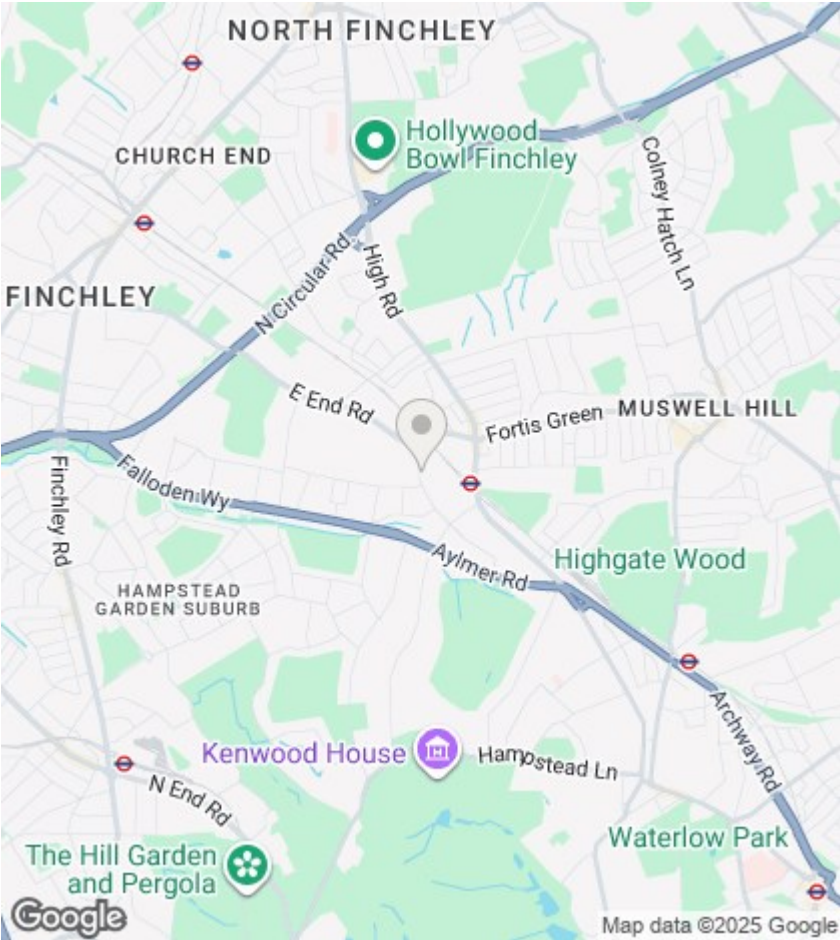 NORTH FINCHLEY
Hollywood
Bowl Finchley
CHURCH END
Colney Hatch Ln
N Circular Rd
High Rd
FINCHLEY
E End Rd
Fortis Green
MUSWELL HILL
Finchley Rd
Falloden Wy
Aylmer Rd
Highgate Wood
HAMPSTEAD
GARDEN SUBURB
Kenwood House
Hampstead Ln
Archway Rd
N End Rd
Waterlow Park
The Hill Garden
and Pergola
Google
Map data ©2025 Google